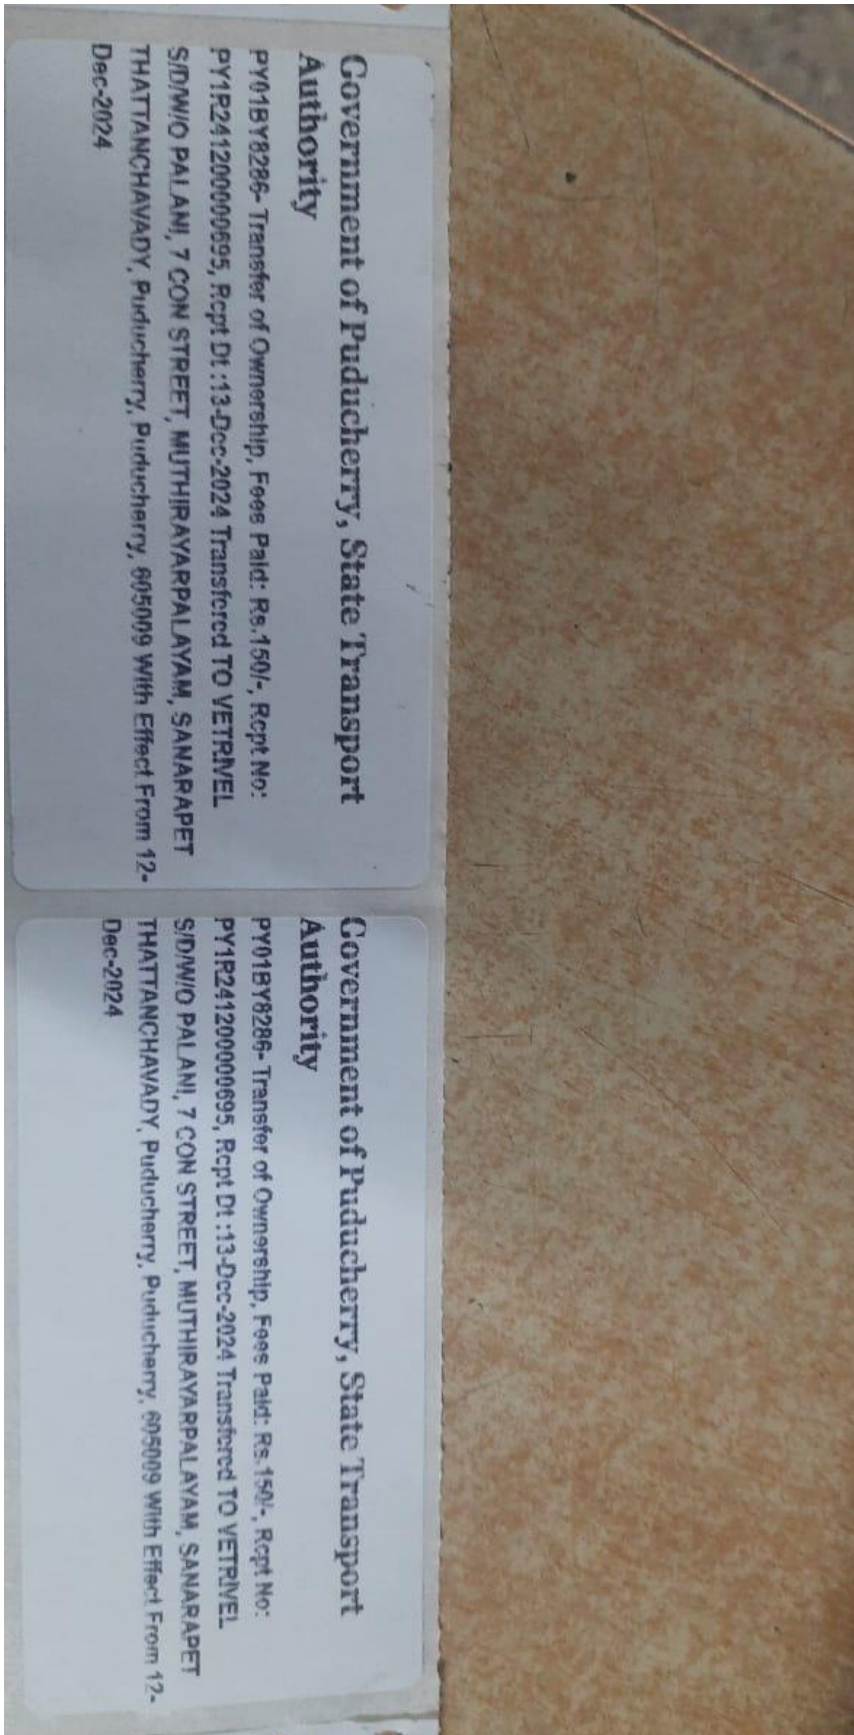 Government of Puducherry, State Transport
Authority
PY01BY8286- Transfer of Ownership, Fees Paid: Rs.150/-, Rcpt No:
PY1R241200000695, Rcpt Dt :13-Dec-2024 Transfered TO VETRIVEL
S/D/W/O PALANI, 7 CON STREET, MUTHIRAYARPALAYAM, SANARAPET
THATTANCHAVADY, Puducherry, Puducherry, 605009 With Effect From 12-
Dec-2024
Government of Puducherry, State Transport
Authority
PY01BY8286- Transfer of Ownership, Fees Paid: Rs.150/-, Rcpt No:
PY1R241200000695, Rcpt Dt :13-Dec-2024 Transfered TO VETRIVEL
S/D/W/O PALANI, 7 CON STREET, MUTHIRAYARPALAYAM, SANARAPET
THATTANCHAVADY, Puducherry, Puducherry, 605009 With Effect From 12-
Dec-2024